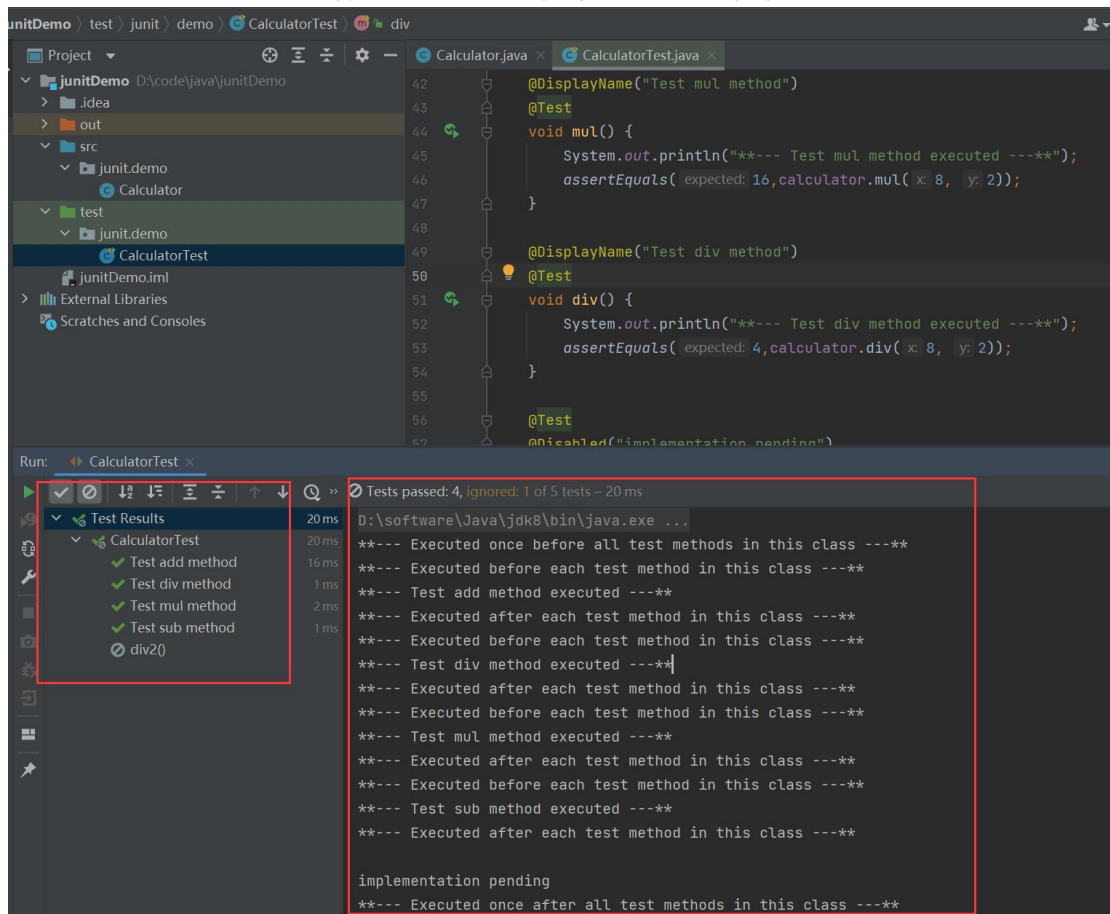 unitDemo 〉 test 〉 junit 〉 demo 〉 CalculatorTest 〉 m div
Project
junitDemo D:\code\java\junitDemo
.idea
out
src
junit.demo
Calculator
test
junit.demo
CalculatorTest
junitDemo.iml
External Libraries
Scratches and Consoles
Calculator.java × CalculatorTest.java ×
42 @DisplayName("Test mul method")
43 @Test
44 void mul() {
45 System.out.println("**--- Test mul method executed ---**");
46 assertEquals( expected: 16,calculator.mul( x: 8, y: 2));
47 }
48
49 @DisplayName("Test div method")
50 @Test
51 void div() {
52 System.out.println("**--- Test div method executed ---**");
53 assertEquals( expected: 4,calculator.div( x: 8, y: 2));
54 }
55
56 @Test
57 @Disabled("implementation pending")
Run: CalculatorTest ×
Tests passed: 4, ignored: 1 of 5 tests – 20 ms
Test Results 20 ms
CalculatorTest 20 ms
Test add method 16 ms
Test div method 1 ms
Test mul method 2 ms
Test sub method 1 ms
div2()
D:\software\Java\jdk8\bin\java.exe ...
**--- Executed once before all test methods in this class ---**
**--- Executed before each test method in this class ---**
**--- Test add method executed ---**
**--- Executed after each test method in this class ---**
**--- Executed before each test method in this class ---**
**--- Test div method executed ---**
**--- Executed after each test method in this class ---**
**--- Executed before each test method in this class ---**
**--- Test mul method executed ---**
**--- Executed after each test method in this class ---**
**--- Executed before each test method in this class ---**
**--- Test sub method executed ---**
**--- Executed after each test method in this class ---**
implementation pending
**--- Executed once after all test methods in this class ---**